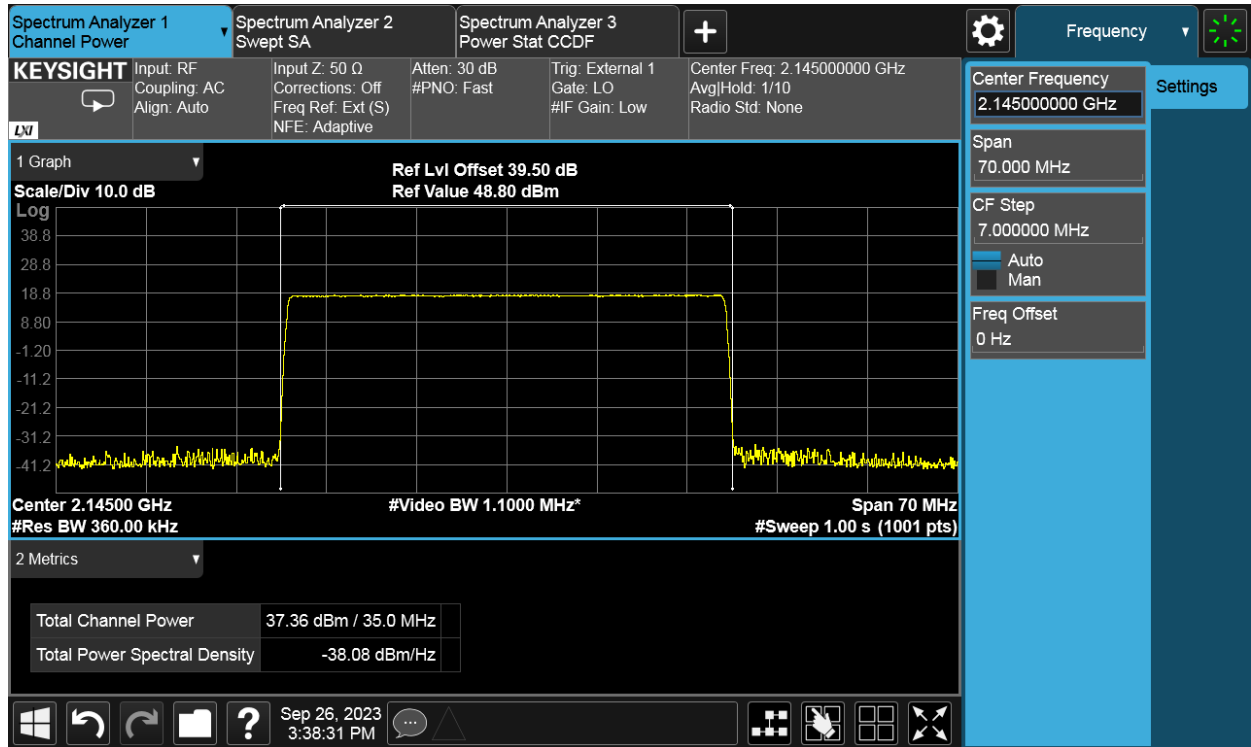 Spectrum Analyzer 1
Channel Power
Spectrum Analyzer 2
Swept SA
Spectrum Analyzer 3
Power Stat CCDF
+
Frequency
KEYSIGHT
LXI
Input: RF
Coupling: AC
Align: Auto
Input Z: 50 Ω
Corrections: Off
Freq Ref: Ext (S)
NFE: Adaptive
Atten: 30 dB
#PNO: Fast
Trig: External 1
Gate: LO
#IF Gain: Low
Center Freq: 2.145000000 GHz
Avg|Hold: 1/10
Radio Std: None
Center Frequency
2.145000000 GHz
Settings
Span
70.000 MHz
CF Step
7.000000 MHz
Auto
Man
Freq Offset
0 Hz
1 Graph
Ref Lvl Offset 39.50 dB
Scale/Div 10.0 dB
Ref Value 48.80 dBm
Log
38.8
28.8
18.8
8.80
-1.20
-11.2
-21.2
-31.2
-41.2
Center 2.14500 GHz
#Video BW 1.1000 MHz*
Span 70 MHz
#Res BW 360.00 kHz
#Sweep 1.00 s (1001 pts)
2 Metrics
Total Channel Power 37.36 dBm / 35.0 MHz
Total Power Spectral Density -38.08 dBm/Hz
?
Sep 26, 2023
3:38:31 PM